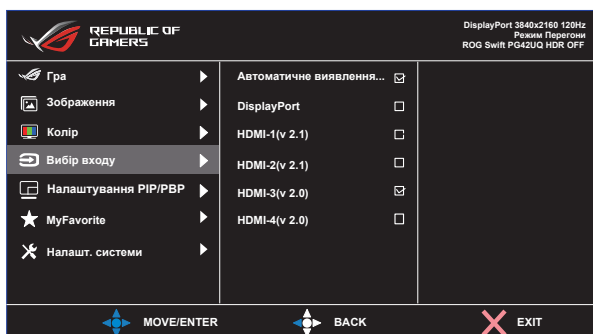 REPUBLIC OF
GAMERS
DisplayPort 3840x2160 120Hz
Режим Перегони
ROG Swift PG42UQ HDR OFF
Гра
Зображення
Колір
Вибір входу
Налаштування PIP/PBP
MyFavorite
Налашт. системи
Автоматичне виявлення...
DisplayPort
HDMI-1(v 2.1)
HDMI-2(v 2.1)
HDMI-3(v 2.0)
HDMI-4(v 2.0)
MOVE/ENTER
BACK
EXIT